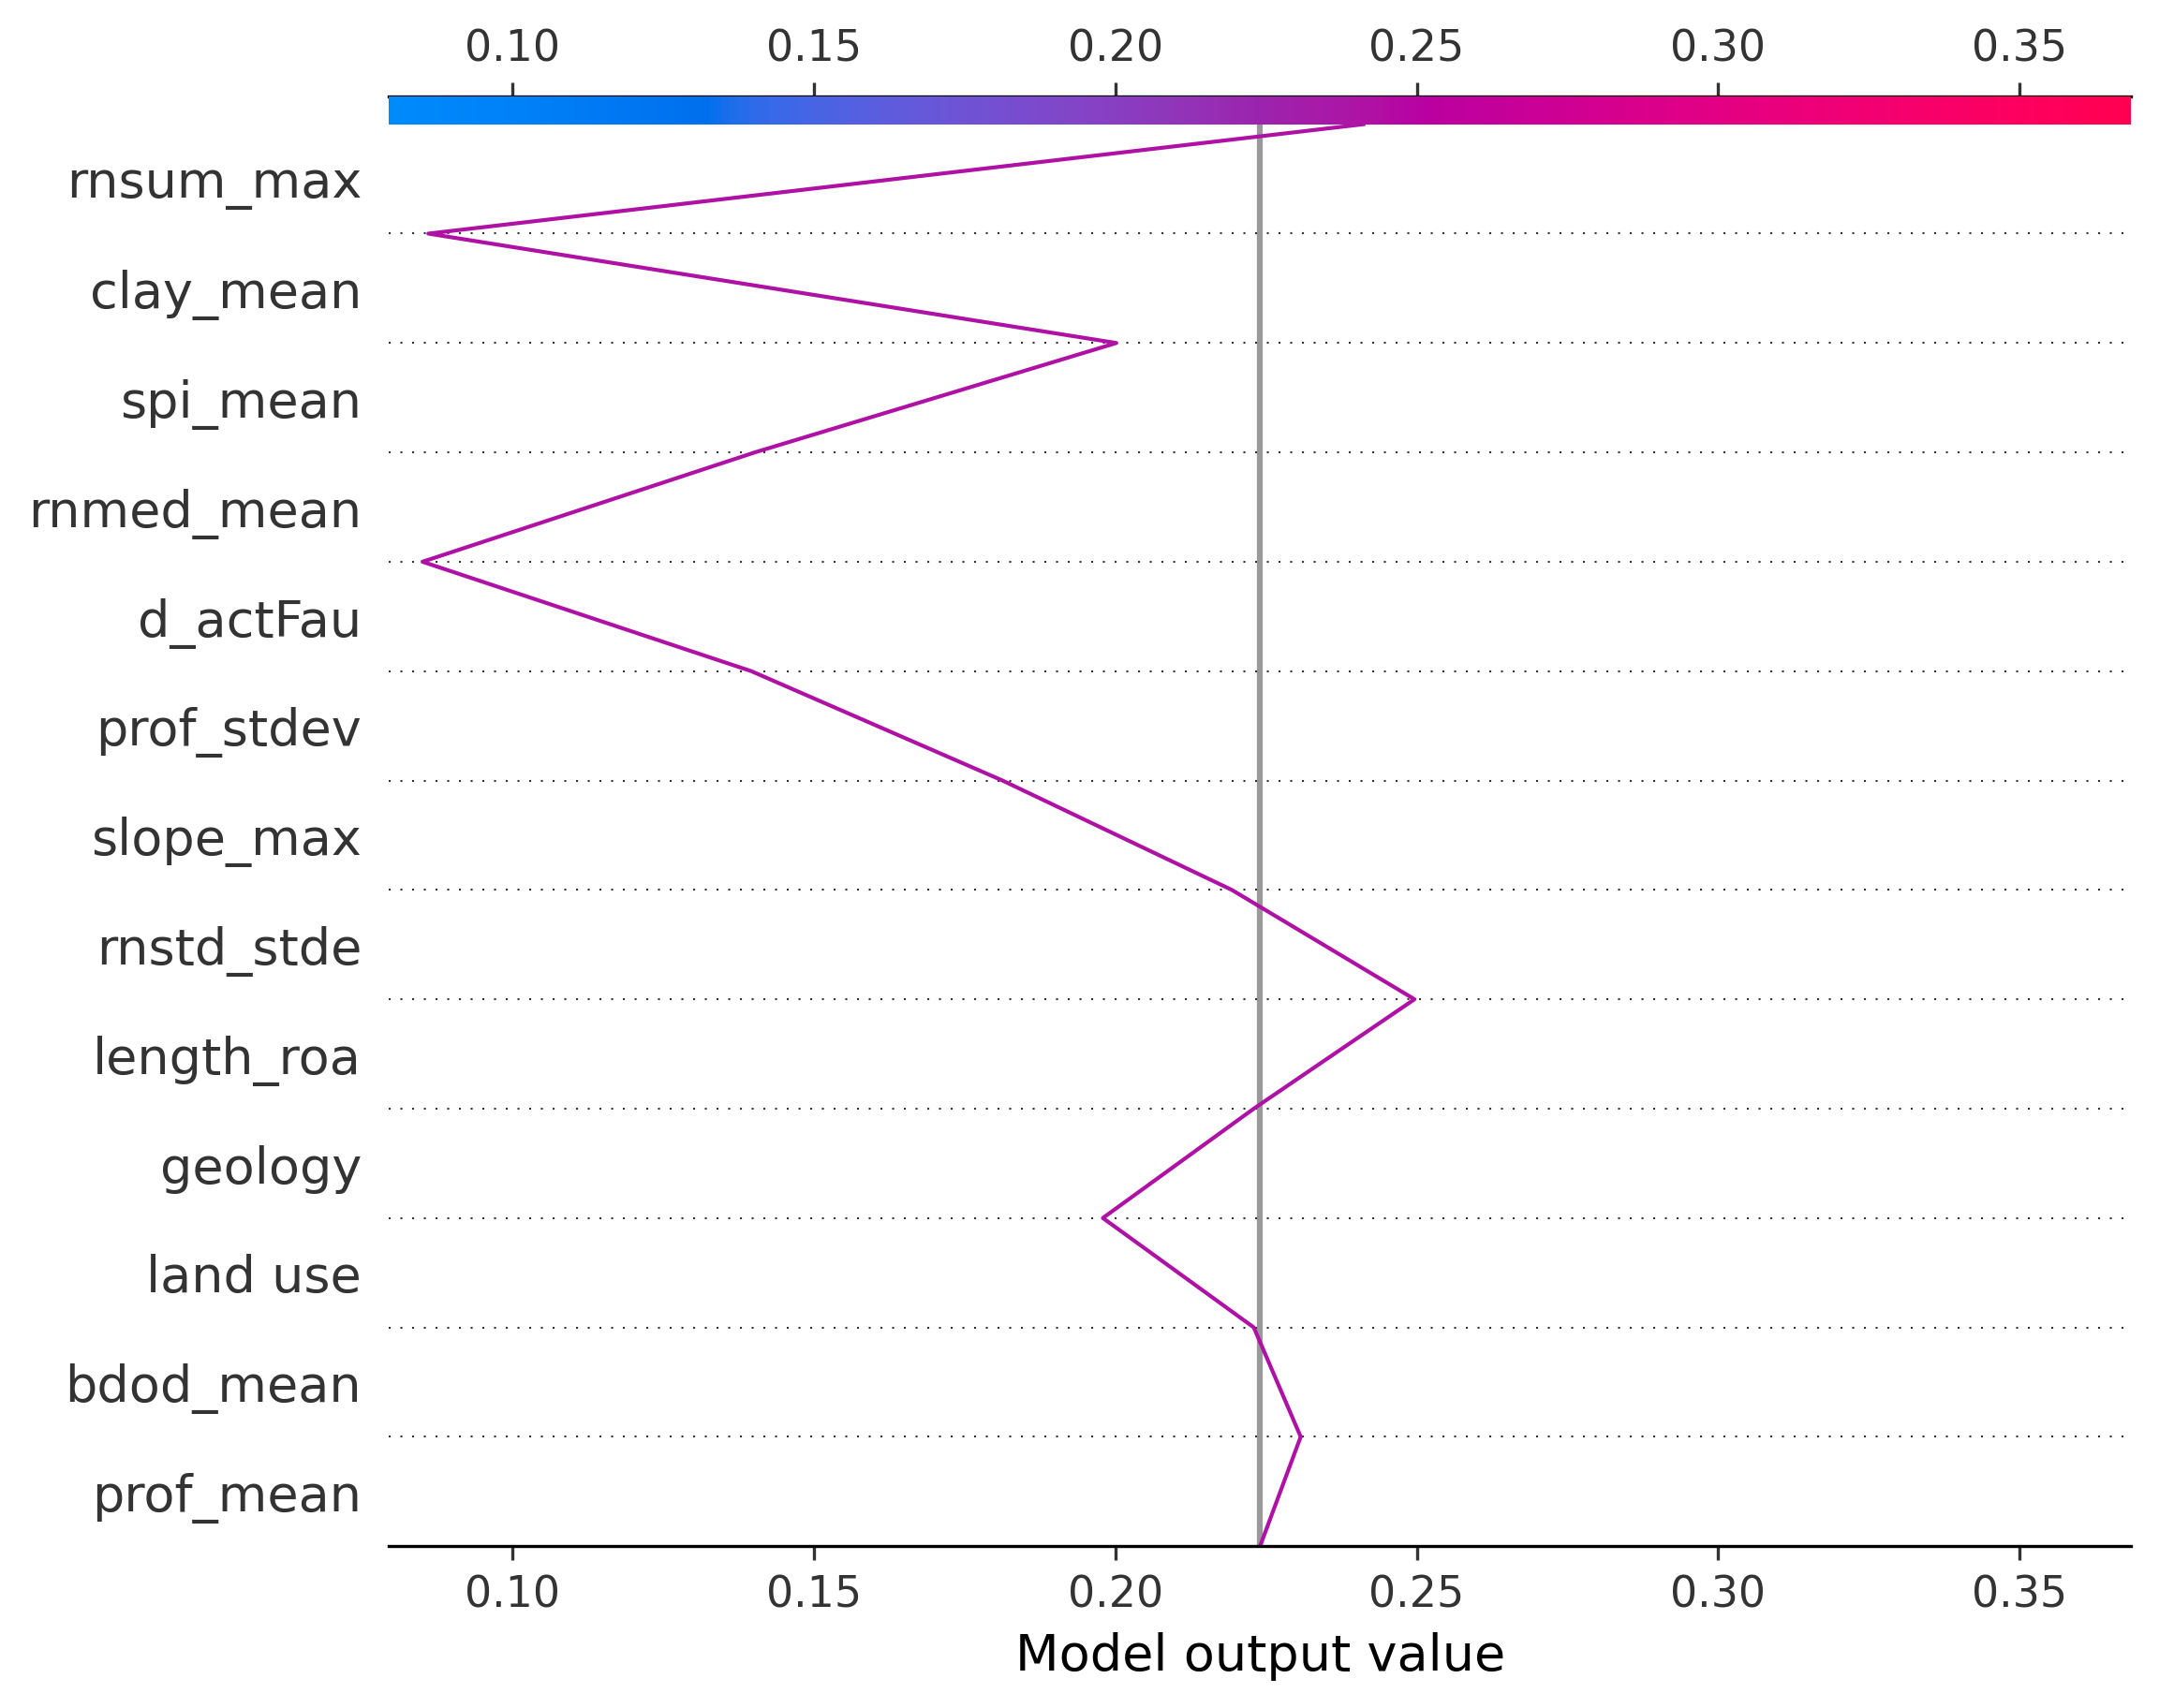 0.10 0.15 0.20 0.25 0.30 0.35
rnsum_max
clay_mean
spi_mean
rnmed_mean
d_actFau
prof_stdev
slope_max
rnstd_stde
length_roa
geology
land use
bdod_mean
prof_mean
0.10 0.15 0.20 0.25 0.30 0.35
Model output value